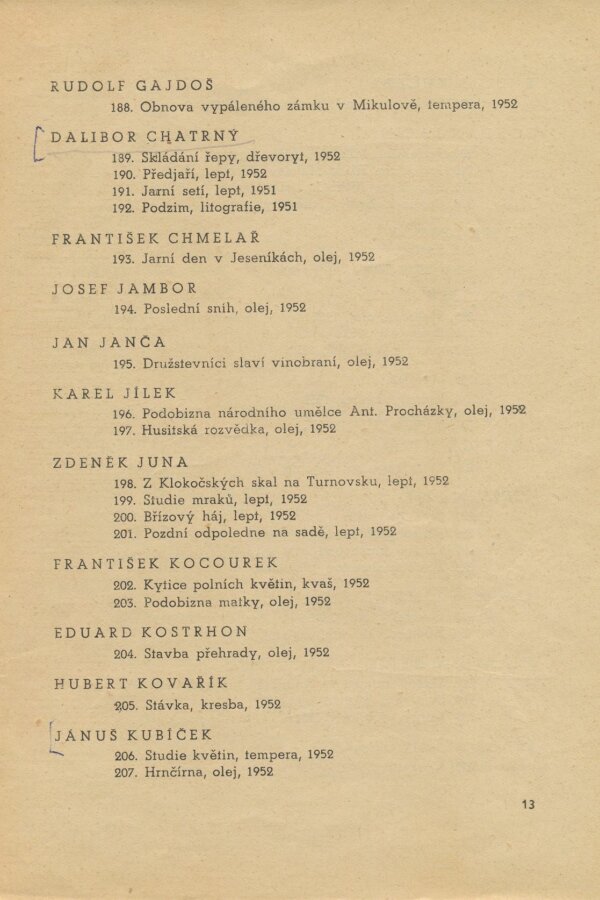 RUDOLF GAJDOŠ
188. Obnova vypáleného zámku v Mikulově, tempera, 1952
DALIBOR CHATRNÝ
189. Skládání řepy, dřevoryt, 1952
190. Předjaří, lept, 1952
191. Jarní setí, lept, 1951
192. Podzim, litografie, 1951
FRANTIŠEK CHMELAŘ
193. Jarní den v Jeseníkách, olej, 1952
JOSEF JAMBOR
194. Poslední sníh, olej, 1952
JAN JANČA
195. Družstevníci slaví vinobraní, olej, 1952
KAREL JÍLEK
196. Podobizna národního umělce Ant. Procházky, olej, 1952
197. Husitská rozvědka, olej, 1952
ZDENĚK JUNA
198. Z Klokočských skal na Turnovsku, lept, 1952
199. Studie mraků, lept, 1952
200. Břízový háj, lept, 1952
201. Pozdní odpoledne na sadě, lept, 1952
FRANTIŠEK KOCOUREK
202. Kytice polních květin, kvaš, 1952
203. Podobizna matky, olej, 1952
EDUARD KOSTRHON
204. Stavba přehrady, olej, 1952
HUBERT KOVAŘÍK
205. Stávka, kresba, 1952
JÁNUŠ KUBÍČEK
206. Studie květin, tempera, 1952
207. Hrnčírna, olej, 1952
13